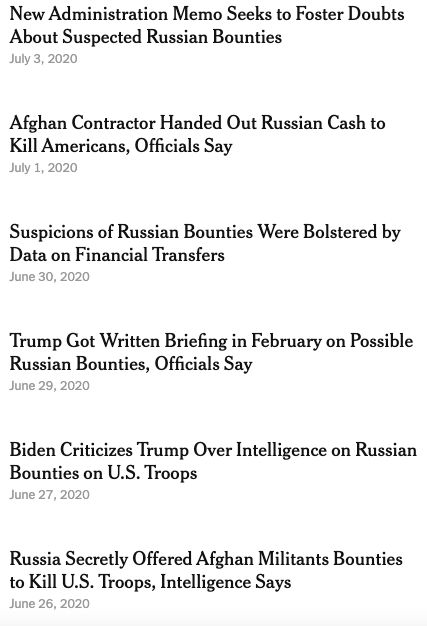 New Administration Memo Seeks to Foster Doubts
About Suspected Russian Bounties
July 3, 2020
Afghan Contractor Handed Out Russian Cash to
Kill Americans, Officials Say
July 1, 2020
Suspicions of Russian Bounties Were Bolstered by
Data on Financial Transfers
June 30, 2020
Trump Got Written Briefing in February on Possible
Russian Bounties, Officials Say
June 29, 2020
Biden Criticizes Trump Over Intelligence on Russian
Bounties on U.S. Troops
June 27, 2020
Russia Secretly Offered Afghan Militants Bounties
to Kill U.S. Troops, Intelligence Says
June 26, 2020